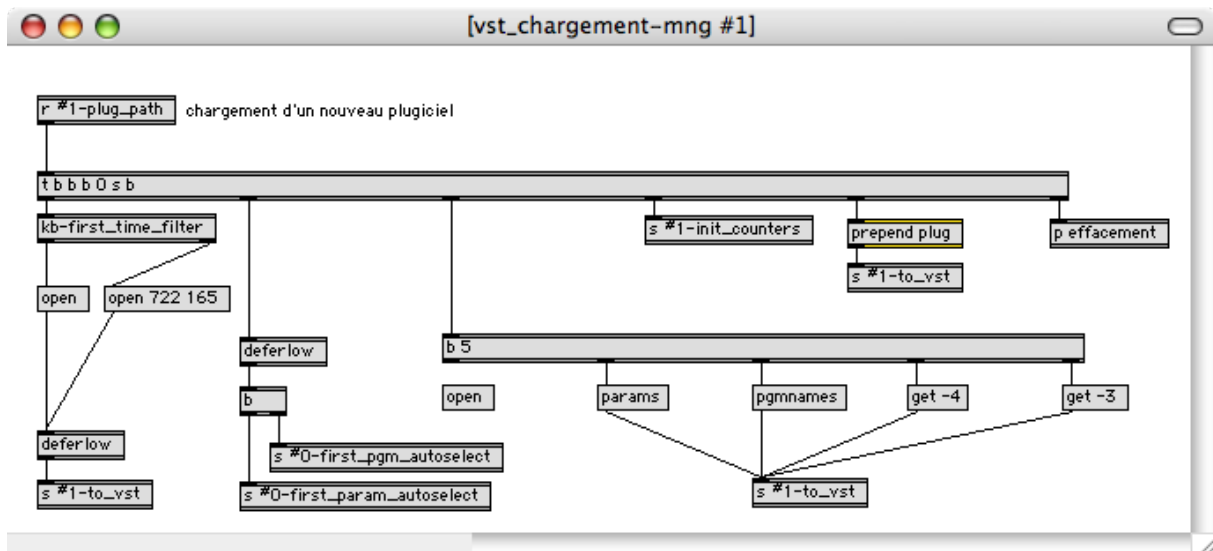 [vst_chargement-mng #1]
r #1-plug_path
chargement d'un nouveau plugiciel
t b b b 0 s b
kb-first_time_filter
s #1-init_counters
prepend plug
p effacement
s #1-to_vst
open
open 722 165
deferlow
b 5
b
open
params
pgmnames
get -4
get -3
deferlow
s #0-first_pgm_autoselect
s #1-to_vst
s #0-first_param_autoselect
s #1-to_vst